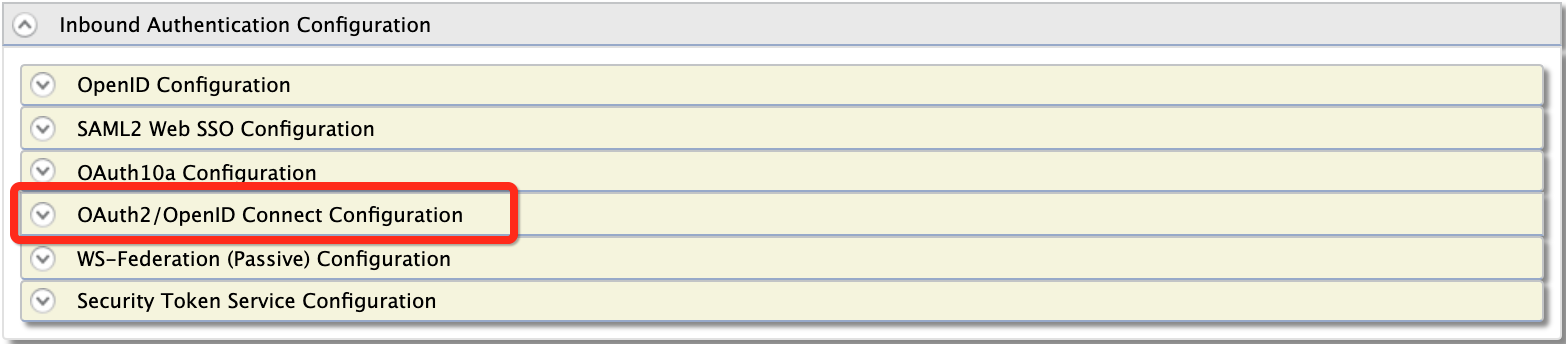 Inbound Authentication Configuration
OpenID Configuration
SAML2 Web SSO Configuration
OAuth10a Configuration
OAuth2/OpenID Connect Configuration
WS-Federation (Passive) Configuration
Security Token Service Configuration